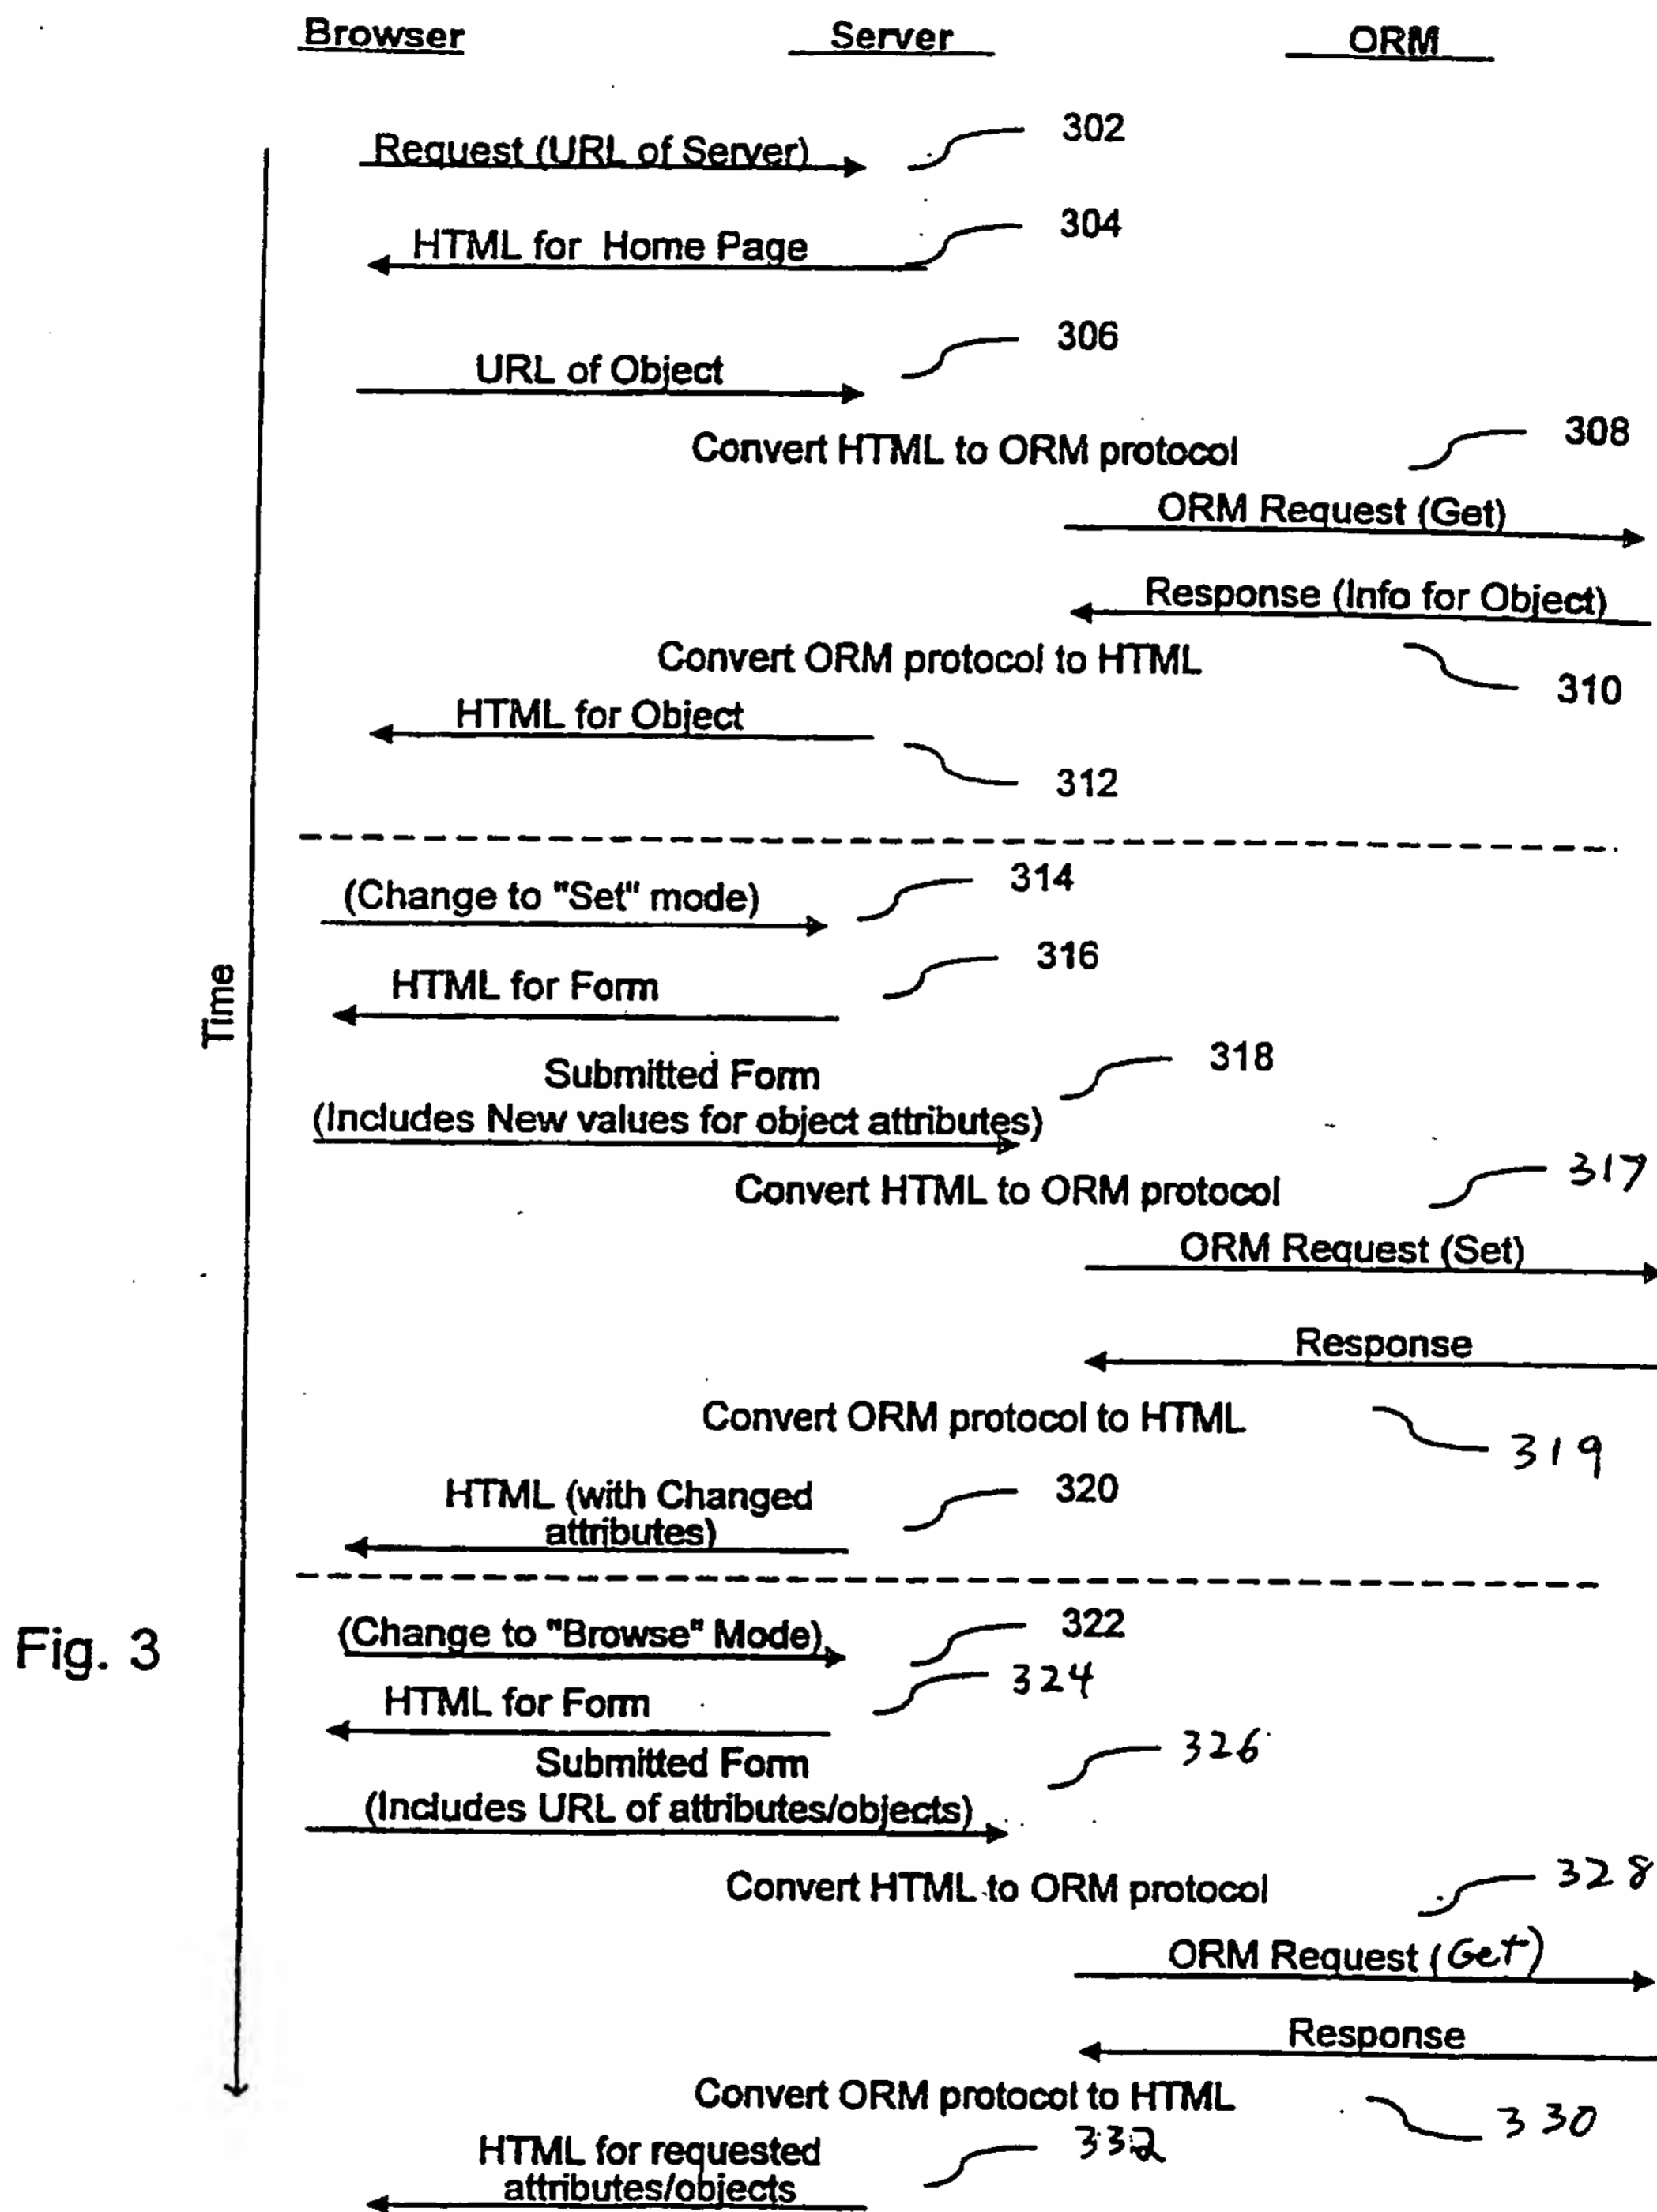 Browser Server ORM
Request (URL of Server) 302
HTML for Home Page 304
URL of Object 306
Convert HTML to ORM protocol 308
ORM Request (Get)
Response (Info for Object)
Convert ORM protocol to HTML 310
HTML for Object 312
(Change to "Set" mode) 314
HTML for Form 316
Submitted Form 318
(Includes New values for object attributes)
Convert HTML to ORM protocol 317
ORM Request (Set)
Response
Convert ORM protocol to HTML 319
HTML (with Changed 320
attributes)
Time
Fig. 3
(Change to "Browse" Mode) 322
HTML for Form 324
Submitted Form 326
(Includes URL of attributes/objects)
Convert HTML to ORM protocol 328
ORM Request (Get)
Response
Convert ORM protocol to HTML 330
HTML for requested 332
attributes/objects